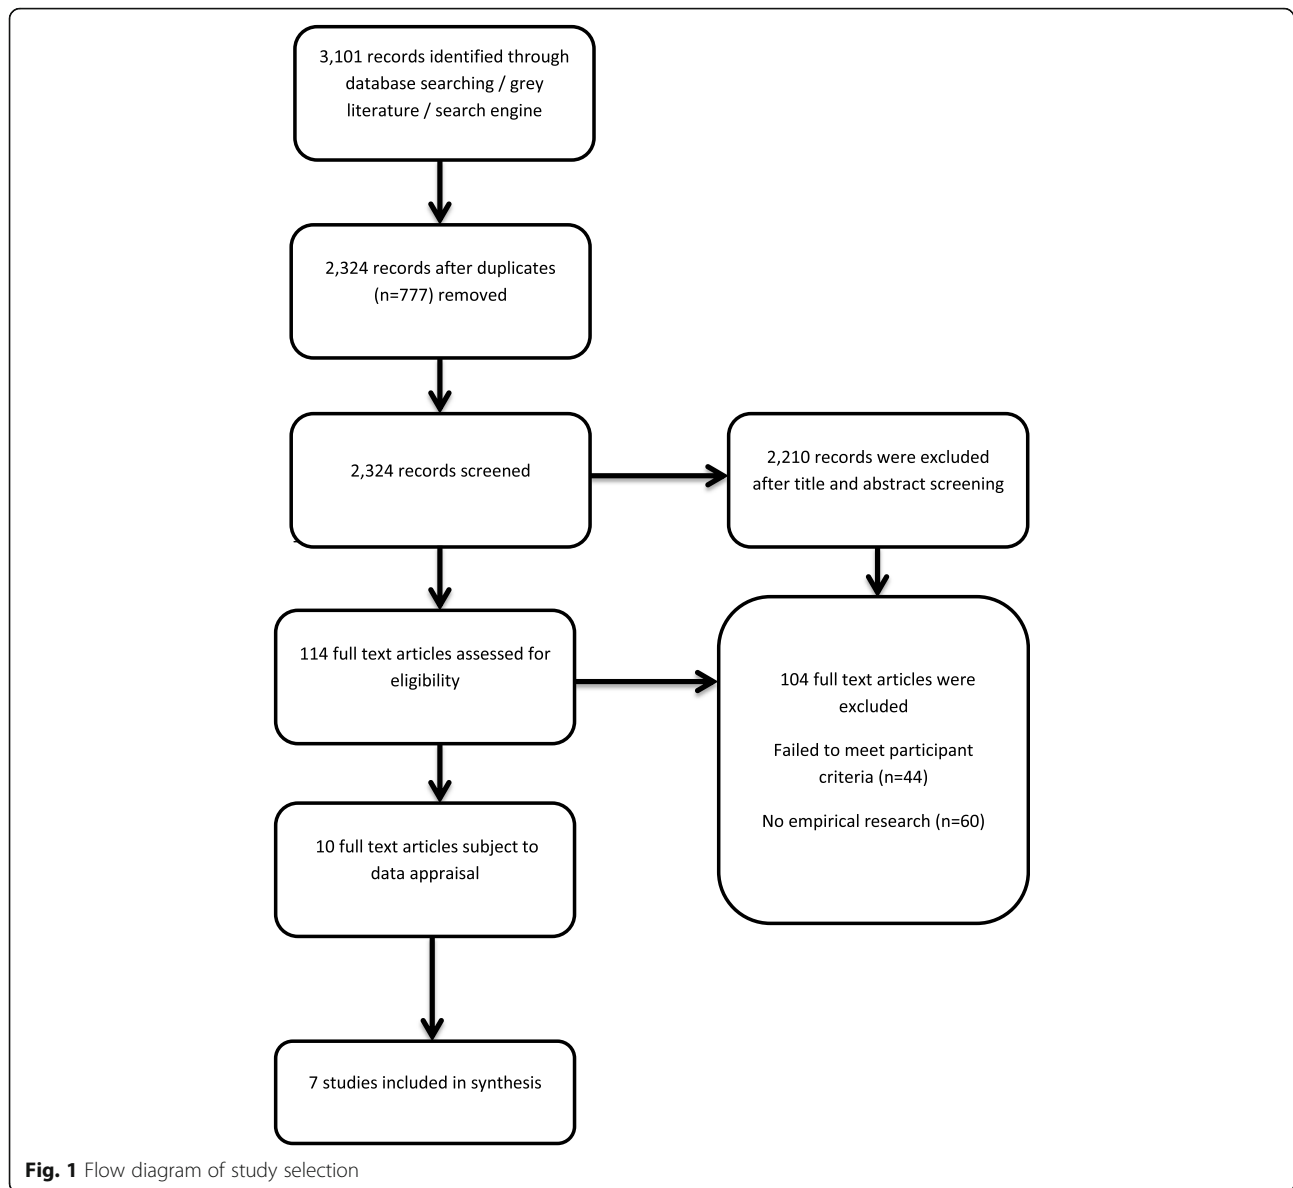 3,101 records identified through
database searching / grey
literature / search engine
2,324 records after duplicates
(n=777) removed
2,324 records screened
2,210 records were excluded
after title and abstract screening
114 full text articles assessed for
eligibility
104 full text articles were
excluded
Failed to meet participant
criteria (n=44)
No empirical research (n=60)
10 full text articles subject to
data appraisal
7 studies included in synthesis
Fig. 1 Flow diagram of study selection